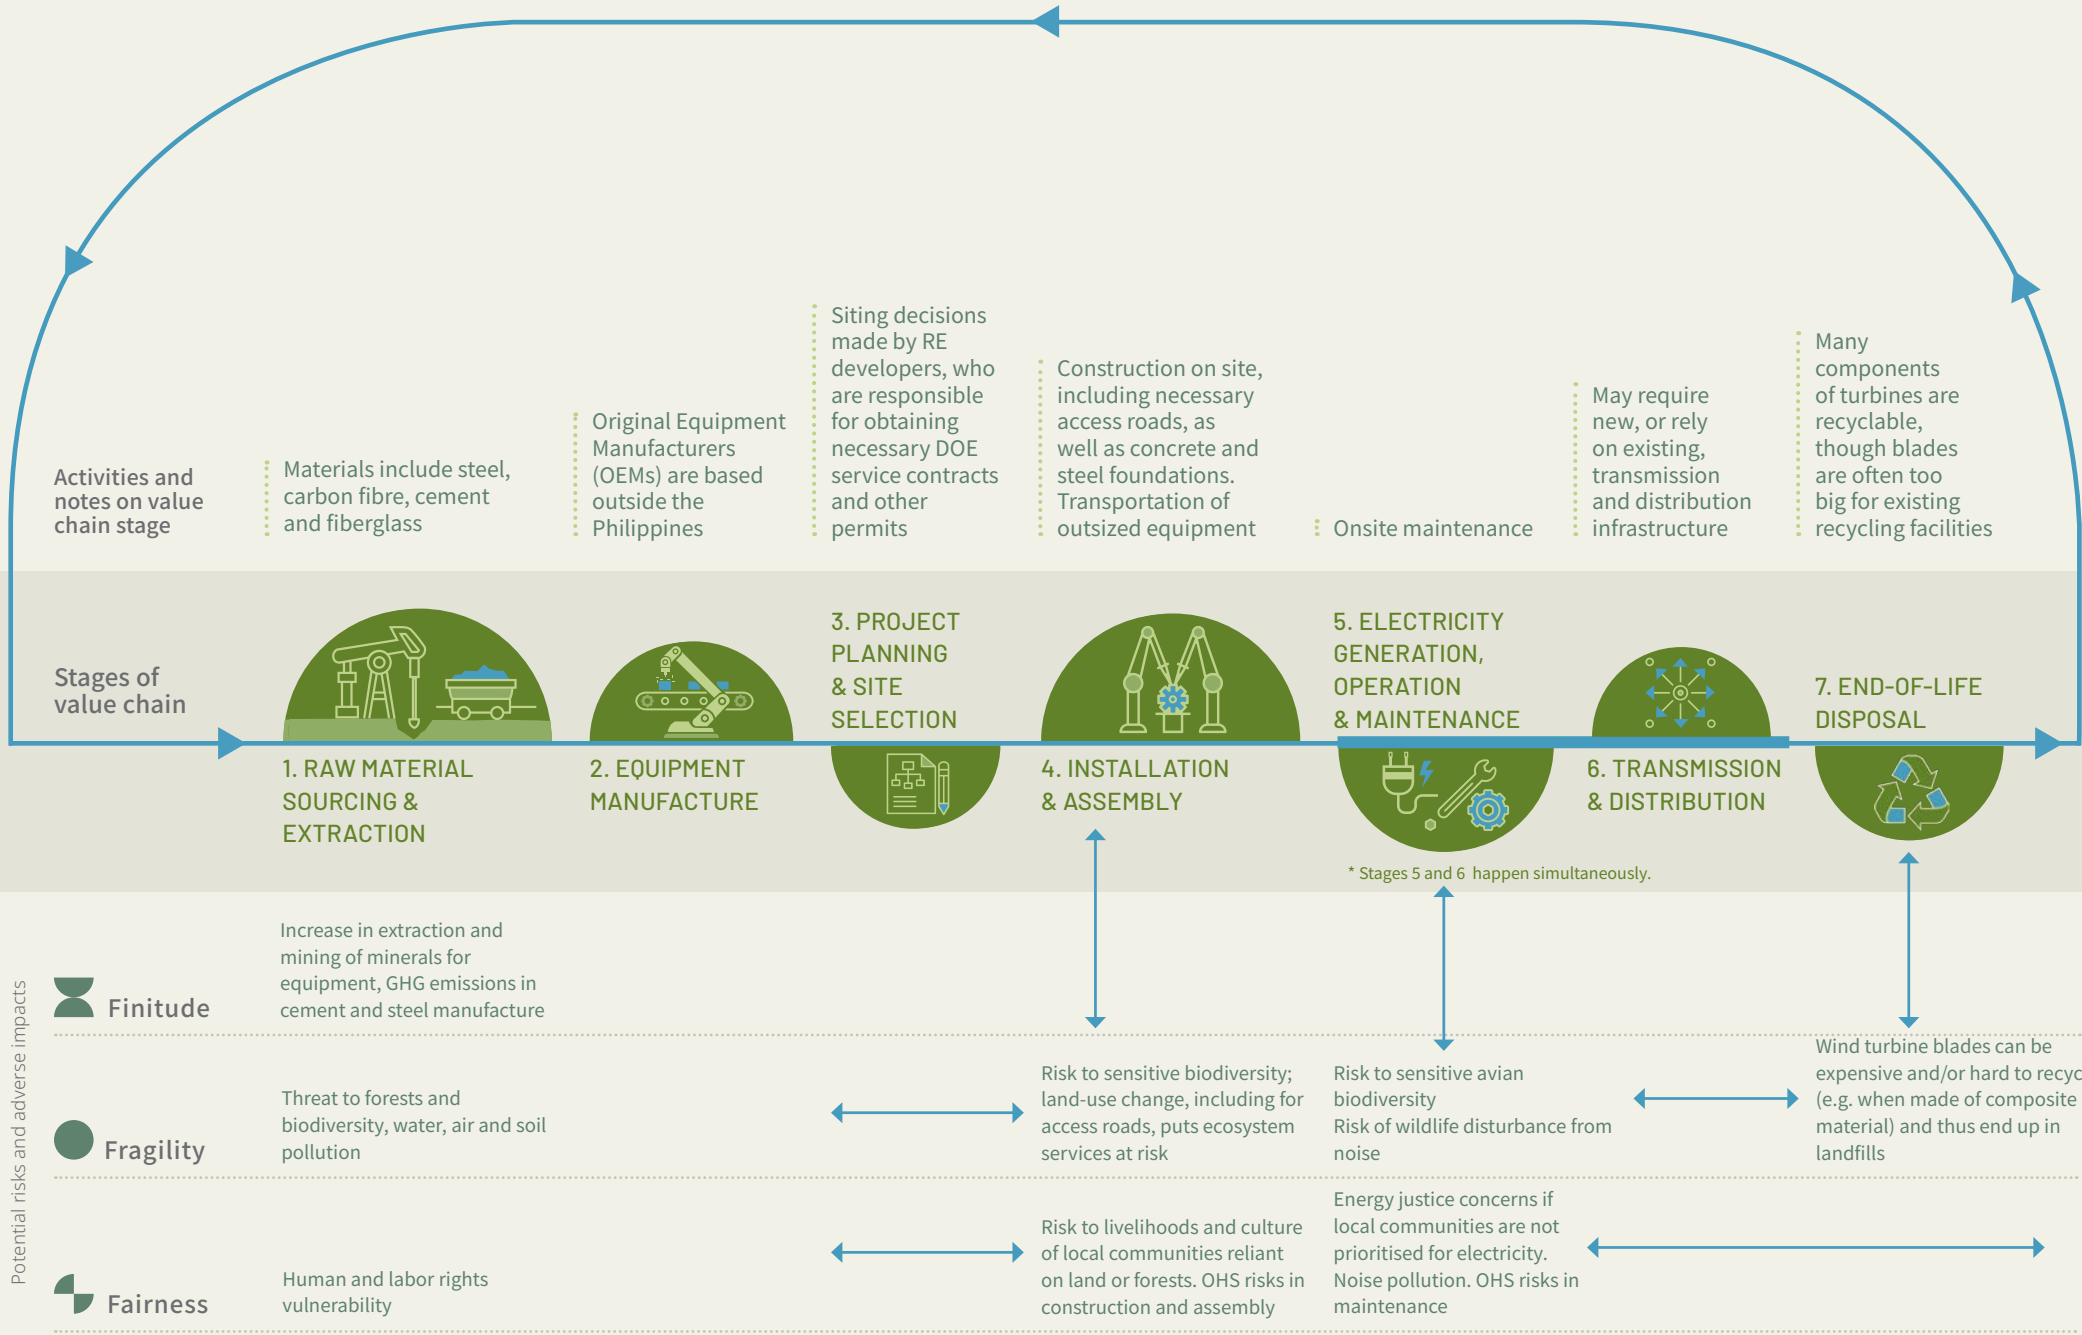 Activities and
notes on value
chain stage
Materials include steel,
carbon fibre, cement
and fiberglass
Original Equipment
Manufacturers
(OEMs) are based
outside the
Philippines
Siting decisions
made by RE
developers, who
are responsible
for obtaining
necessary DOE
service contracts
and other
permits
Construction on site,
including necessary
access roads, as
well as concrete and
steel foundations.
Transportation of
outsized equipment
Onsite maintenance
May require
new, or rely
on existing,
transmission
and distribution
infrastructure
Many
components
of turbines are
recyclable,
though blades
are often too
big for existing
recycling facilities
Stages of
value chain
1. RAW MATERIAL
SOURCING &
EXTRACTION
2. EQUIPMENT
MANUFACTURE
3. PROJECT
PLANNING
& SITE
SELECTION
4. INSTALLATION
& ASSEMBLY
5. ELECTRICITY
GENERATION,
OPERATION
& MAINTENANCE
6. TRANSMISSION
& DISTRIBUTION
7. END-OF-LIFE
DISPOSAL
* Stages 5 and 6 happen simultaneously.
Potential risks and adverse impacts
Finitude
Increase in extraction and
mining of minerals for
equipment, GHG emissions in
cement and steel manufacture
Fragility
Threat to forests and
biodiversity, water, air and soil
pollution
Risk to sensitive biodiversity;
land-use change, including for
access roads, puts ecosystem
services at risk
Risk to sensitive avian
biodiversity
Risk of wildlife disturbance from
noise
Wind turbine blades can be
expensive and/or hard to recyc
(e.g. when made of composite
material) and thus end up in
landfills
Fairness
Human and labor rights
vulnerability
Risk to livelihoods and culture
of local communities reliant
on land or forests. OHS risks in
construction and assembly
Energy justice concerns if
local communities are not
prioritised for electricity.
Noise pollution. OHS risks in
maintenance